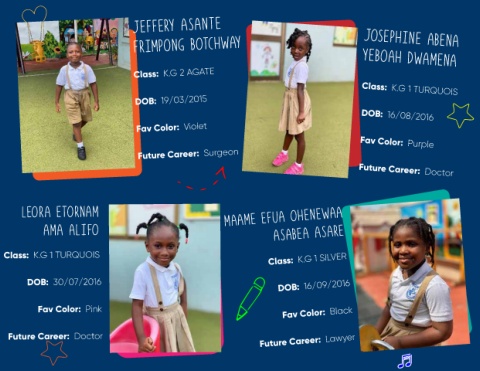 JEFFERY ASANTE
FRIMPONG BOTCHWAY
Class: K.G 2 AGATE
DOB: 19/03/2015
Fav Color: Violet
Future Career: Surgeon
JOSEPHINE ABENA
YEBOAH DWAMENA
Class: K.G 1 TURQUOIS
DOB: 16/08/2016
Fav Color: Purple
Future Career: Doctor
LEORA ETORNAM
AMA ALIFO
Class: K.G 1 TURQUOIS
DOB: 30/07/2016
Fav Color: Pink
Future Career: Doctor
MAAME EFUA OHENEWAA
ASABEA ASARE
Class: K.G 1 SILVER
DOB: 16/09/2016
Fav Color: Black
Future Career: Lawyer